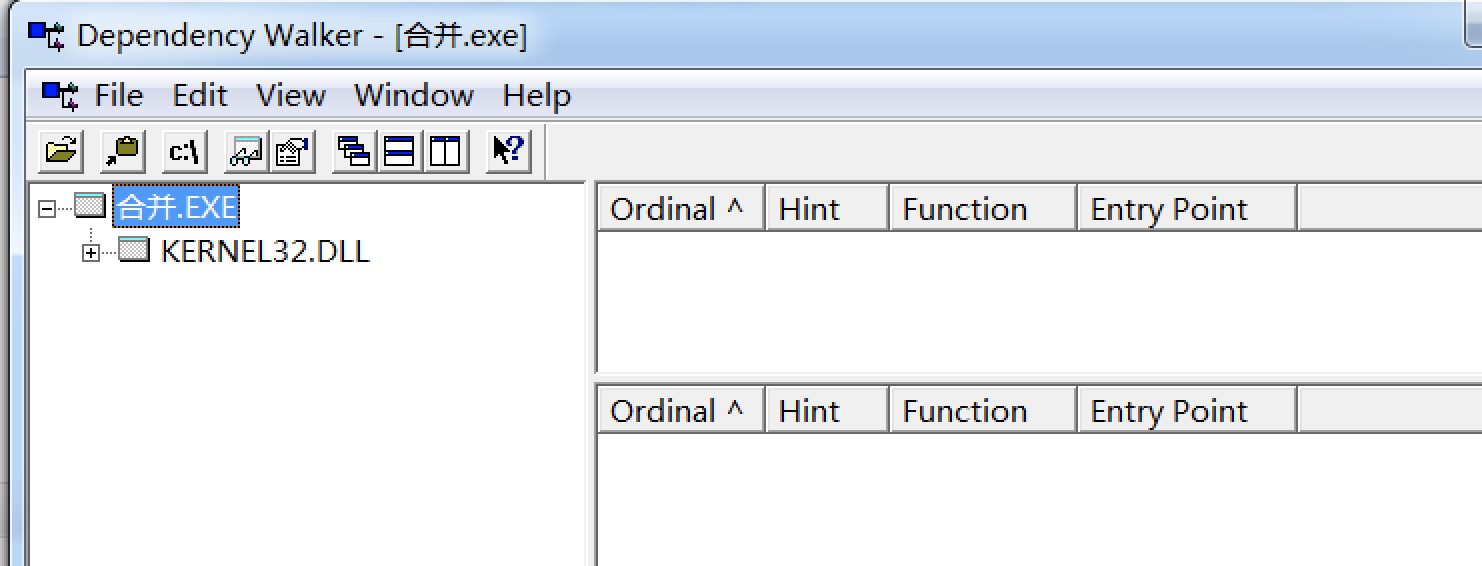 Dependency Walker - [合并.exe]
File Edit View Window Help
c:\
合并.EXE
KERNEL32.DLL
Ordinal ^ Hint Function Entry Point
Ordinal ^ Hint Function Entry Point